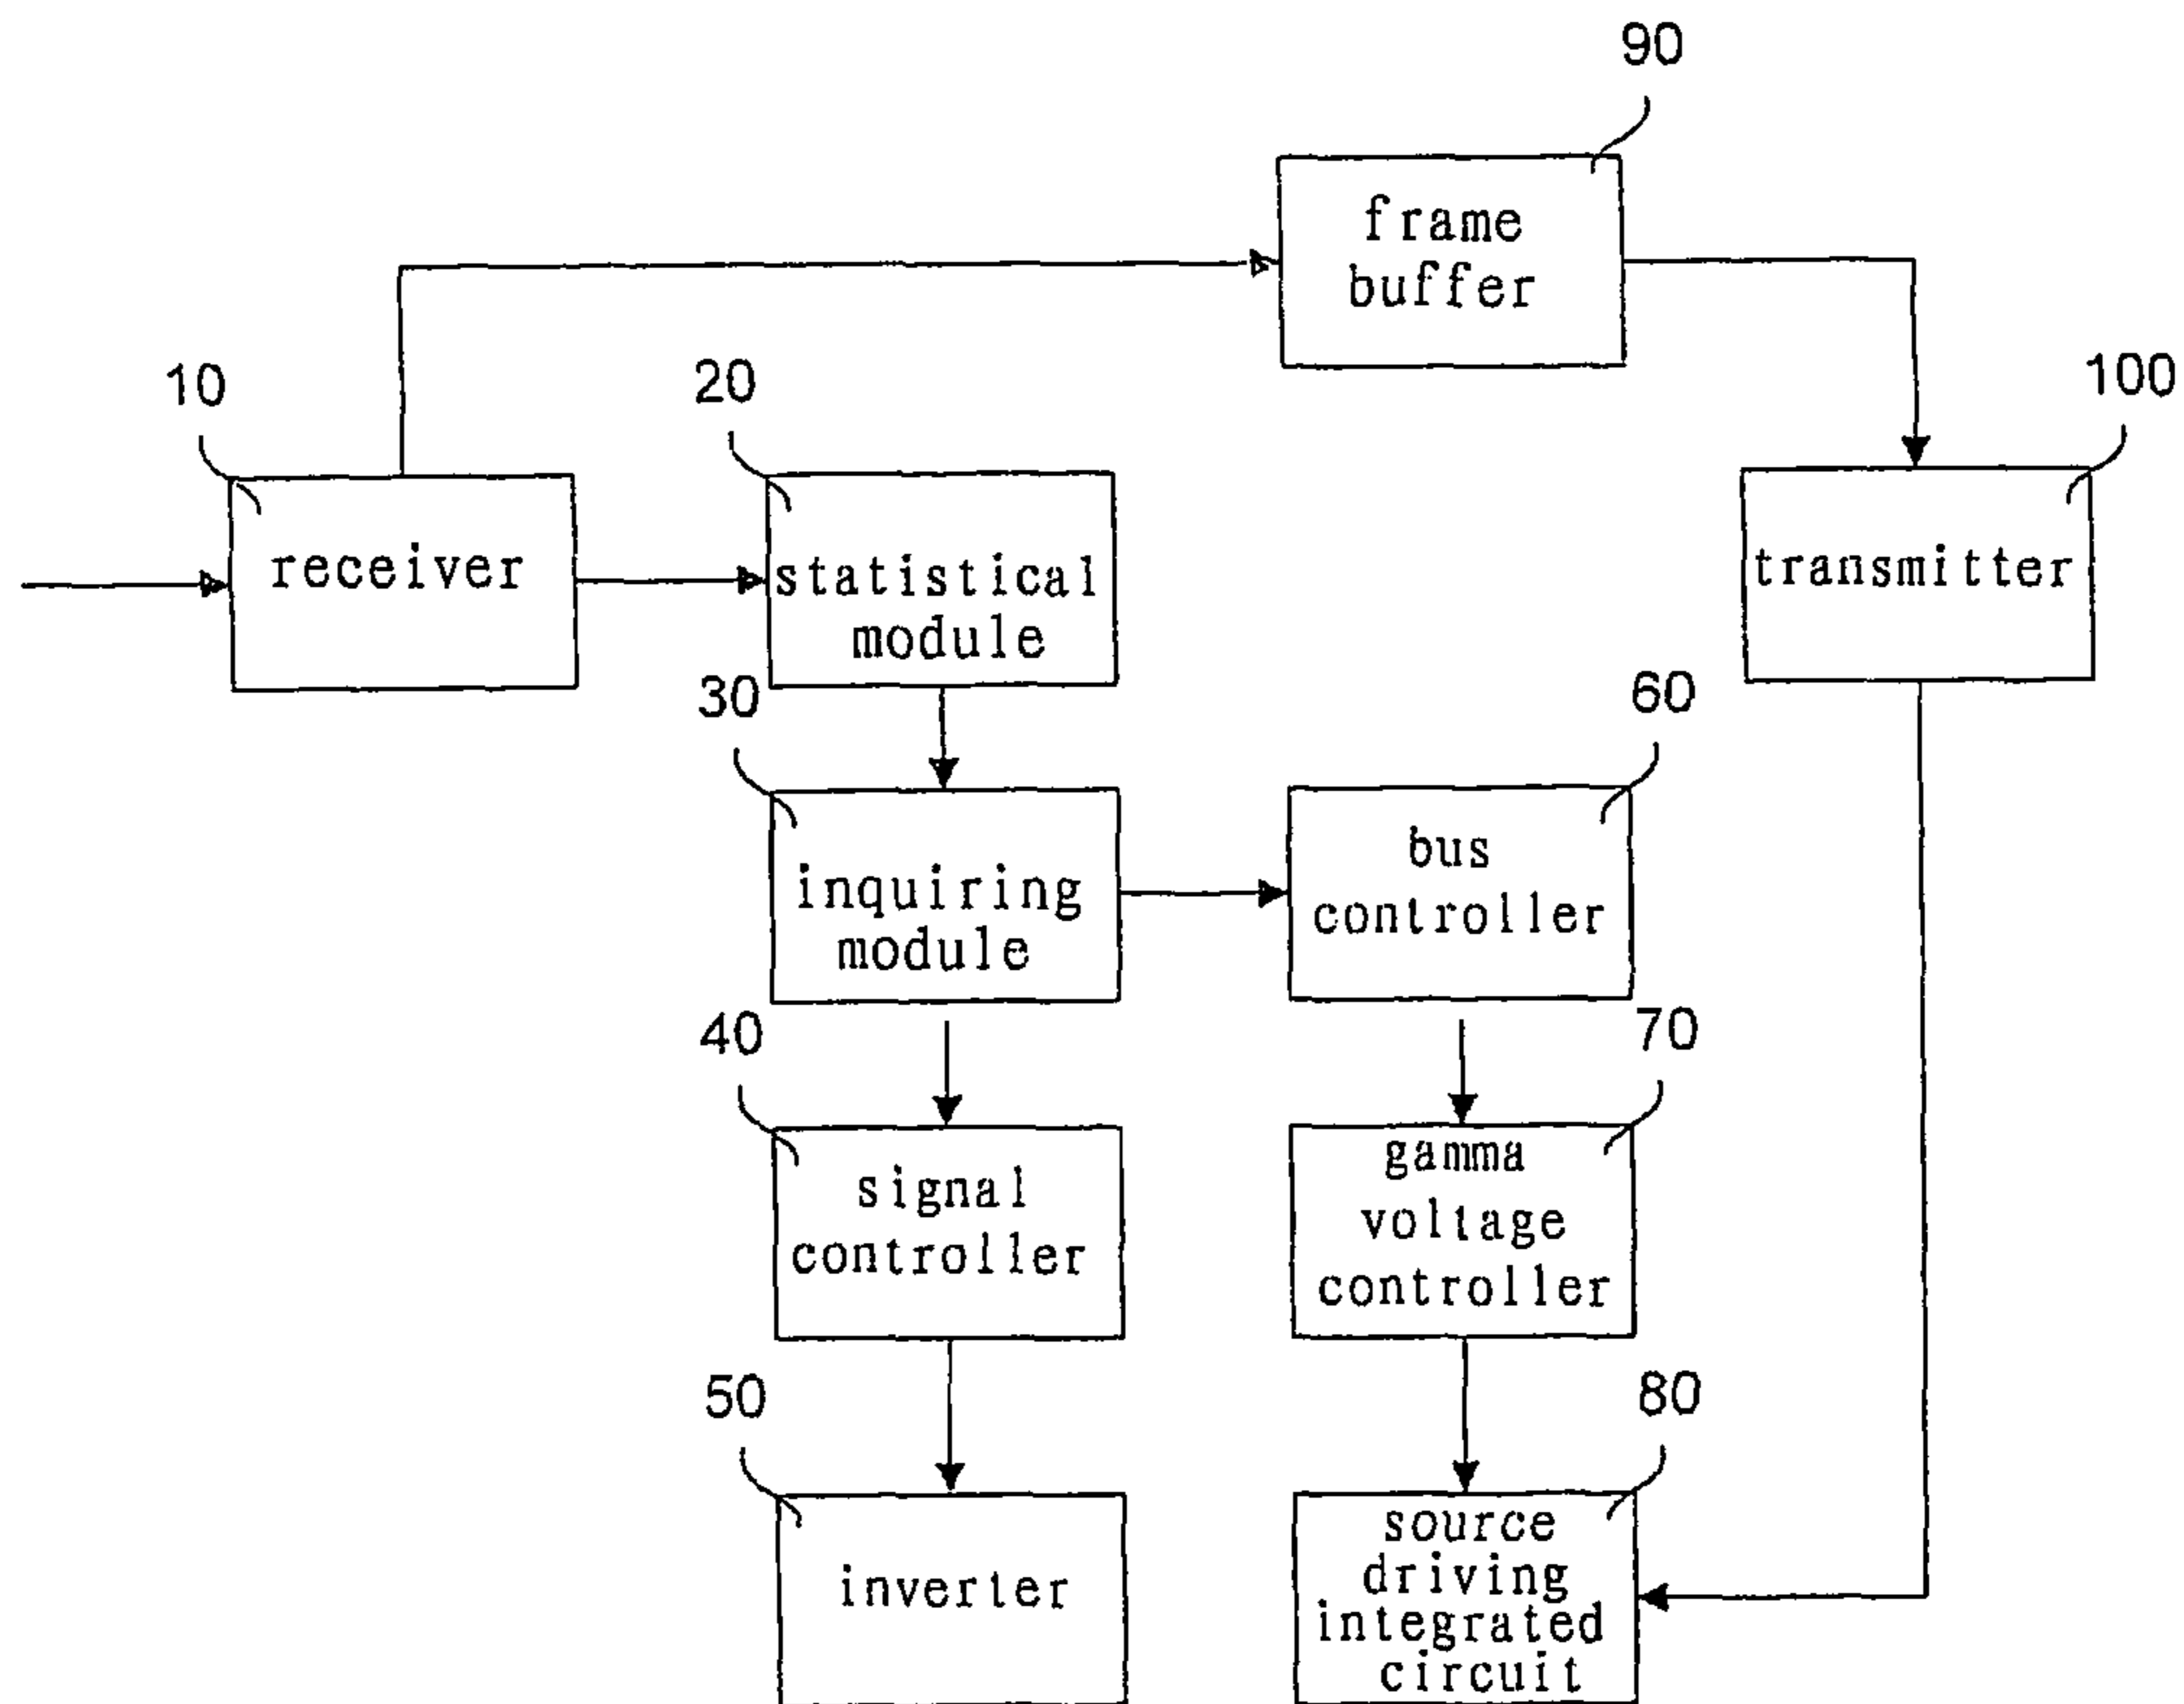 90
frame
buffer
10
20
100
receiver
statistical
module
transmitter
30
60
inquiring
module
bus
controller
40
70
signal
controller
gamma
voltage
controller
50
80
inverter
source
driving
integrated
circuit